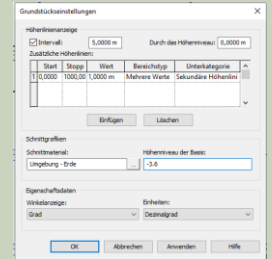 Grundstückseinstellungen
Höhenlinienanzeige
Intervall: 5,0000 m Durch das Höhenniveau: 0,0000 m
Zusätzliche Höhenlinien:
Start Stopp Wert Bereichstyp Unterkategorie
1 0,0000 1000,00 1,0000 m Mehrere Werte Sekundäre Höhenlini
Einfügen Löschen
Schnittgrafiken
Schnittmaterial: Höhenniveau der Basis:
Umgebung - Erde ... -3.6
Eigenschaftsdaten
Winkelanzeige: Einheiten:
Grad Dezimalgrad
OK Abbrechen Anwenden Hilfe